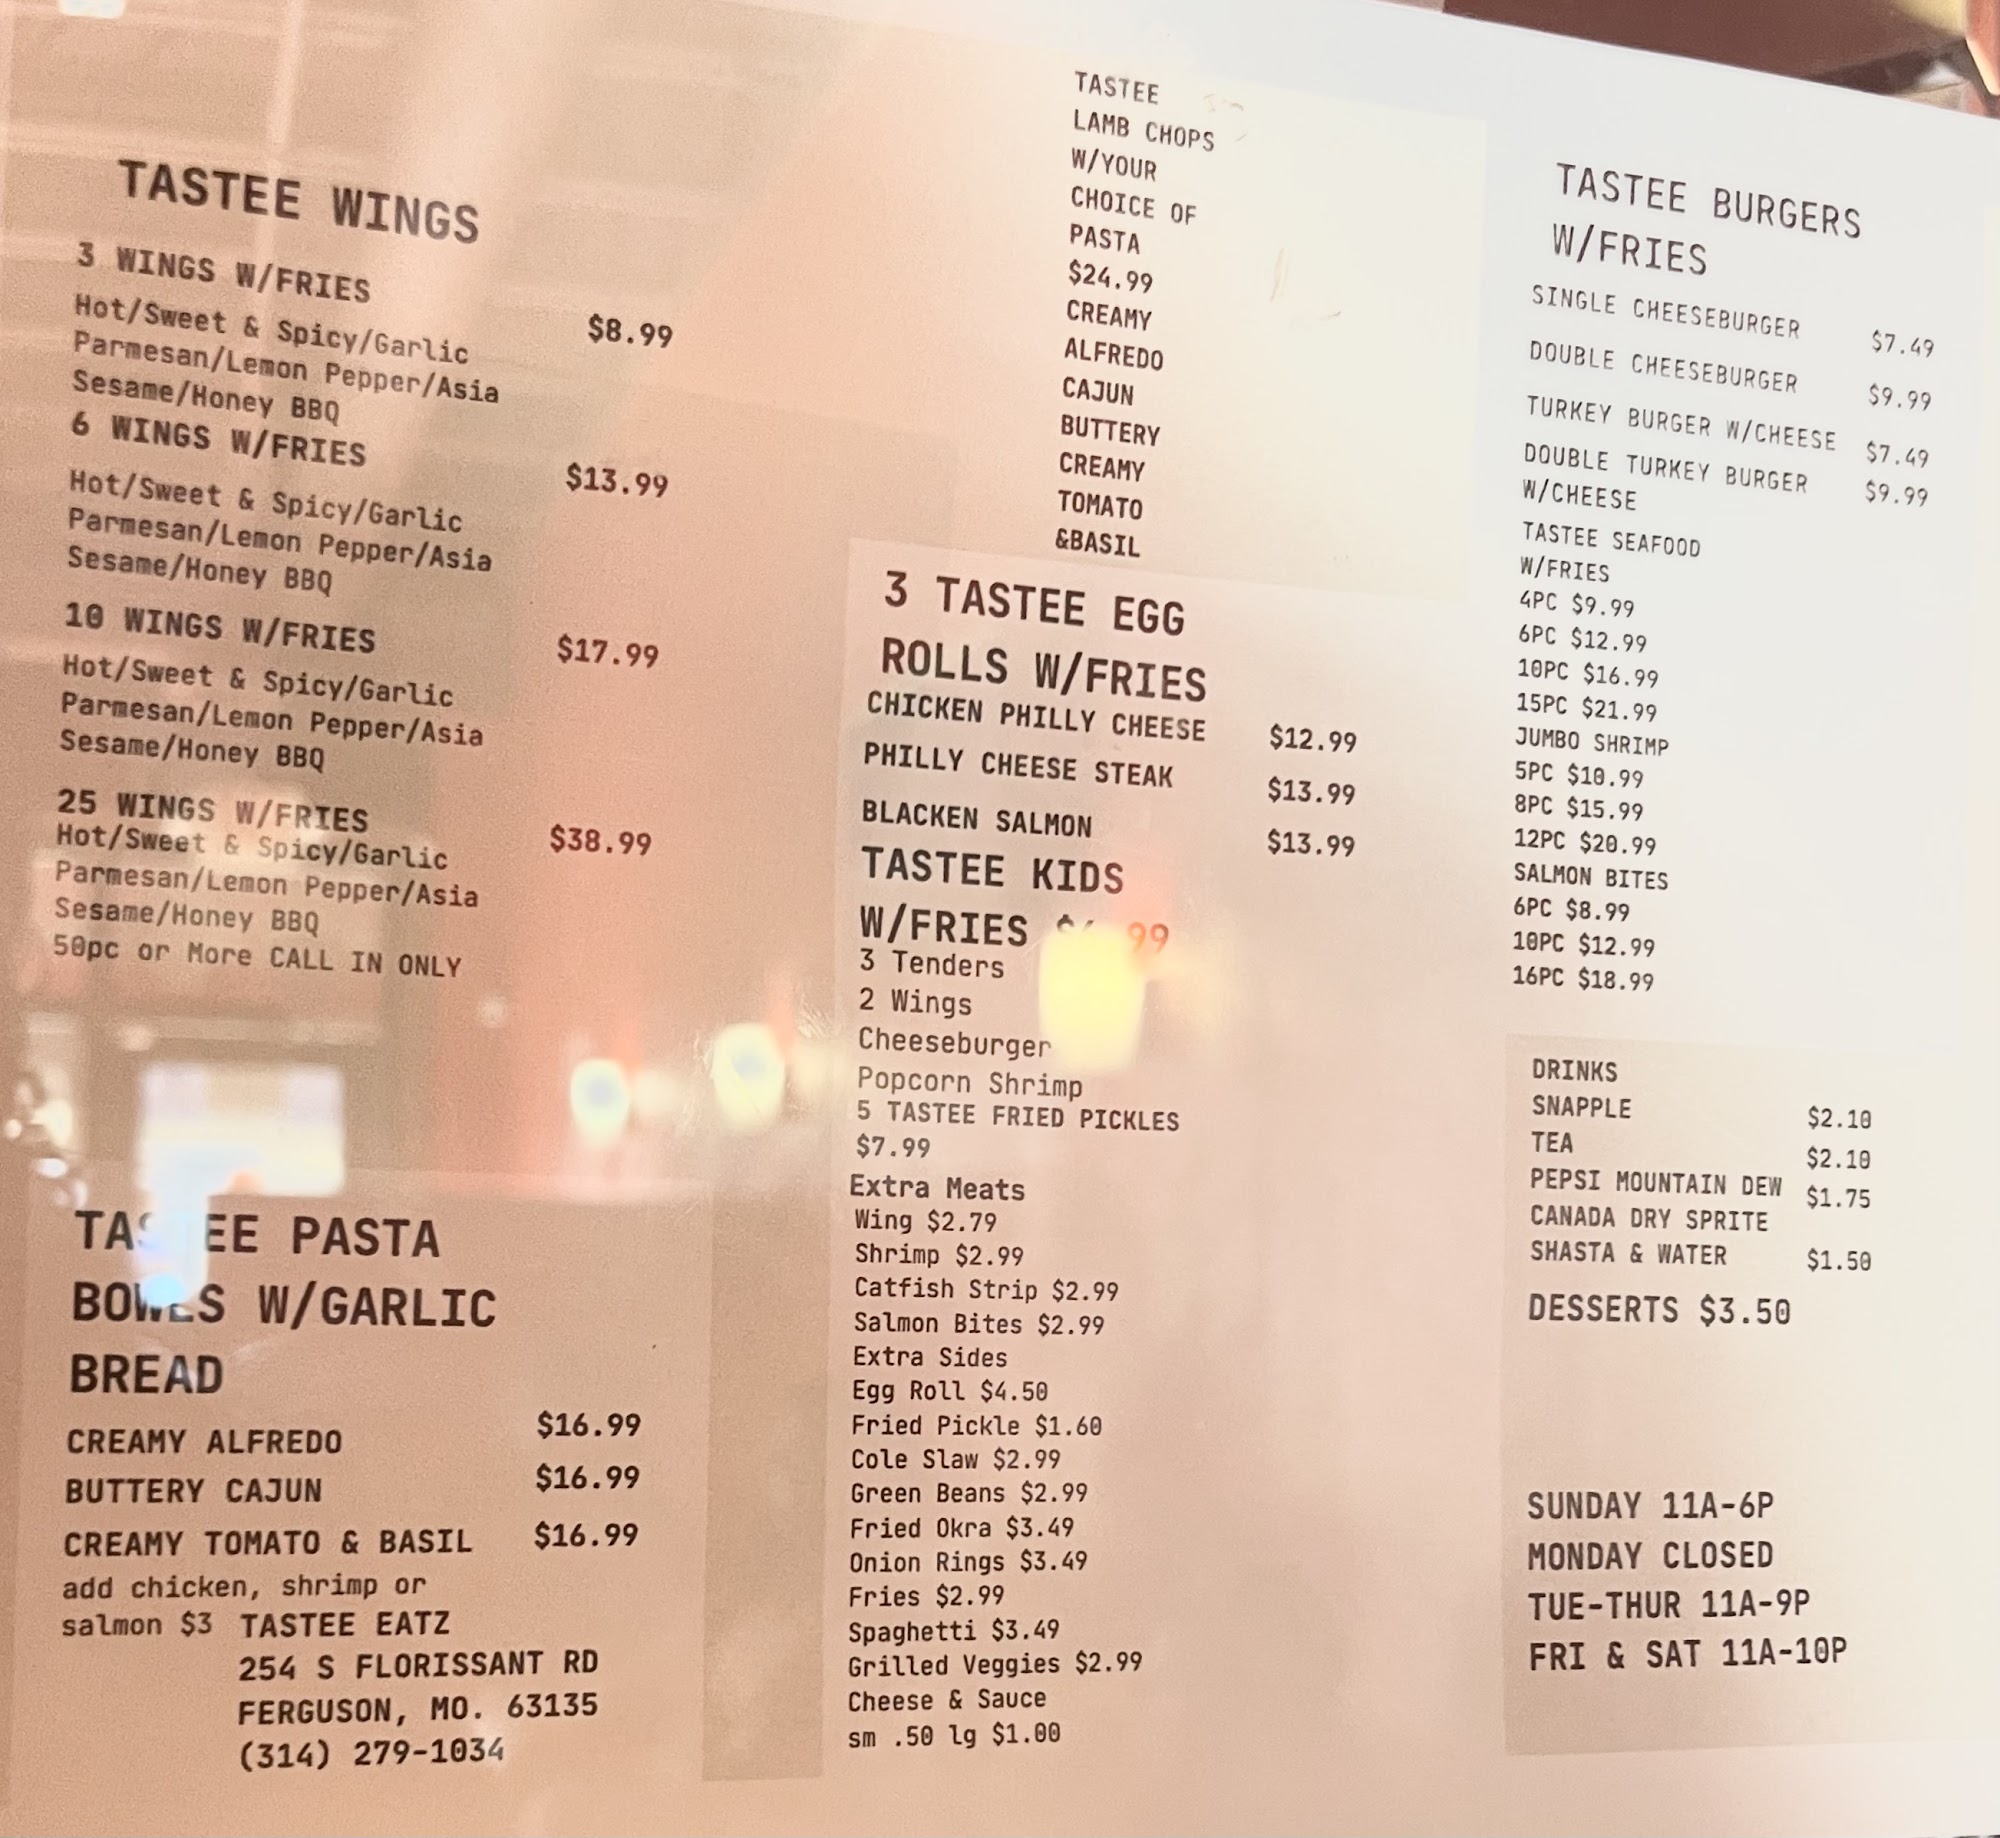 TASTEE WINGS
3 WINGS W/FRIES
Hot/Sweet & Spicy/Garlic $8.99
Parmesan/Lemon Pepper/Asia
Sesame/Honey BBQ
6 WINGS W/FRIES $13.99
Hot/Sweet & Spicy/Garlic
Parmesan/Lemon Pepper/Asia
Sesame/Honey BBQ
10 WINGS W/FRIES $17.99
Hot/Sweet & Spicy/Garlic
Parmesan/Lemon Pepper/Asia
Sesame/Honey BBQ
25 WINGS W/FRIES $38.99
Hot/Sweet & Spicy/Garlic
Parmesan/Lemon Pepper/Asia
Sesame/Honey BBQ
50pc or More CALL IN ONLY
TASTEE PASTA
BOWLS W/GARLIC
BREAD
CREAMY ALFREDO $16.99
BUTTERY CAJUN $16.99
CREAMY TOMATO & BASIL $16.99
add chicken, shrimp or
salmon $3
TASTEE EATZ
254 S FLORISSANT RD
FERGUSON, MO. 63135
(314) 279-1034
TASTEE
LAMB CHOPS
W/YOUR
CHOICE OF
PASTA
$24.99
CREAMY
ALFREDO
CAJUN
BUTTERY
CREAMY
TOMATO
&BASIL
3 TASTEE EGG
ROLLS W/FRIES
CHICKEN PHILLY CHEESE $12.99
PHILLY CHEESE STEAK $13.99
BLACKEN SALMON $13.99
TASTEE KIDS
W/FRIES
3 Tenders
2 Wings
Cheeseburger
Popcorn Shrimp
5 TASTEE FRIED PICKLES
$7.99
Extra Meats
Wing $2.79
Shrimp $2.99
Catfish Strip $2.99
Salmon Bites $2.99
Extra Sides
Egg Roll $4.50
Fried Pickle $1.60
Cole Slaw $2.99
Green Beans $2.99
Fried Okra $3.49
Onion Rings $3.49
Fries $2.99
Spaghetti $3.49
Grilled Veggies $2.99
Cheese & Sauce
sm .50 lg $1.00
TASTEE BURGERS
W/FRIES
SINGLE CHEESEBURGER $7.49
DOUBLE CHEESEBURGER $9.99
TURKEY BURGER W/CHEESE $7.49
DOUBLE TURKEY BURGER $9.99
W/CHEESE
TASTEE SEAFOOD
W/FRIES
4PC $9.99
6PC $12.99
10PC $16.99
15PC $21.99
JUMBO SHRIMP
5PC $10.99
8PC $15.99
12PC $20.99
SALMON BITES
6PC $8.99
10PC $12.99
16PC $18.99
DRINKS
SNAPPLE $2.10
TEA $2.10
PEPSI MOUNTAIN DEW $1.75
CANADA DRY SPRITE
SHASTA & WATER $1.50
DESSERTS $3.50
SUNDAY 11A-6P
MONDAY CLOSED
TUE-THUR 11A-9P
FRI & SAT 11A-10P